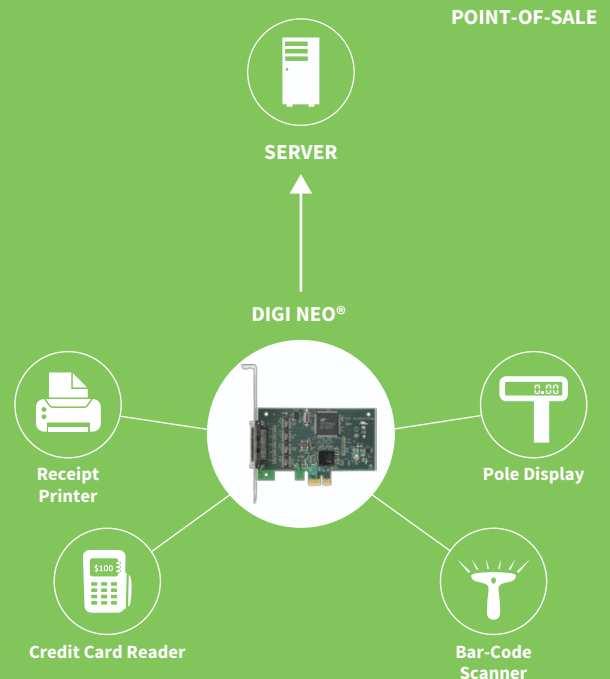 POINT-OF-SALE
SERVER
DIGI NEO®
0.00
Receipt
Printer
Pole Display
$100
Credit Card Reader
Bar-Code
Scanner